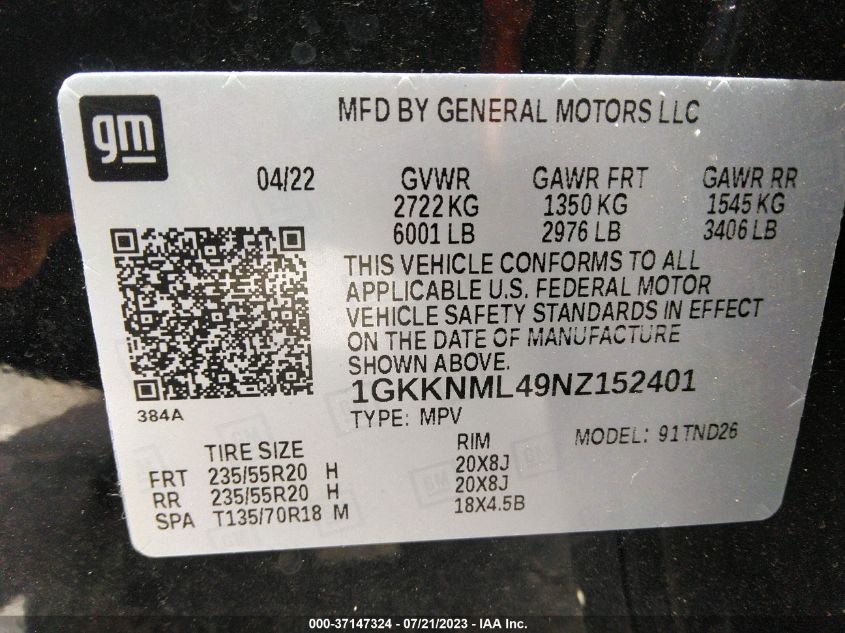 gm
MFD BY GENERAL MOTORS LLC
04/22 GVWR GAWR FRT GAWR RR
2722 KG 1350 KG 1545 KG
6001 LB 2976 LB 3406 LB
THIS VEHICLE CONFORMS TO ALL
APPLICABLE U.S. FEDERAL MOTOR
VEHICLE SAFETY STANDARDS IN EFFECT
ON THE DATE OF MANUFACTURE
SHOWN ABOVE.
1GKKNML49NZ152401
384A
TYPE: MPV
MODEL: 91TND26
TIRE SIZE RIM
FRT 235/55R20 H 20X8J
RR 235/55R20 H 20X8J
SPA T135/70R18 M 18X4.5B
000-37147324 - 07/21/2023 - IAA Inc.